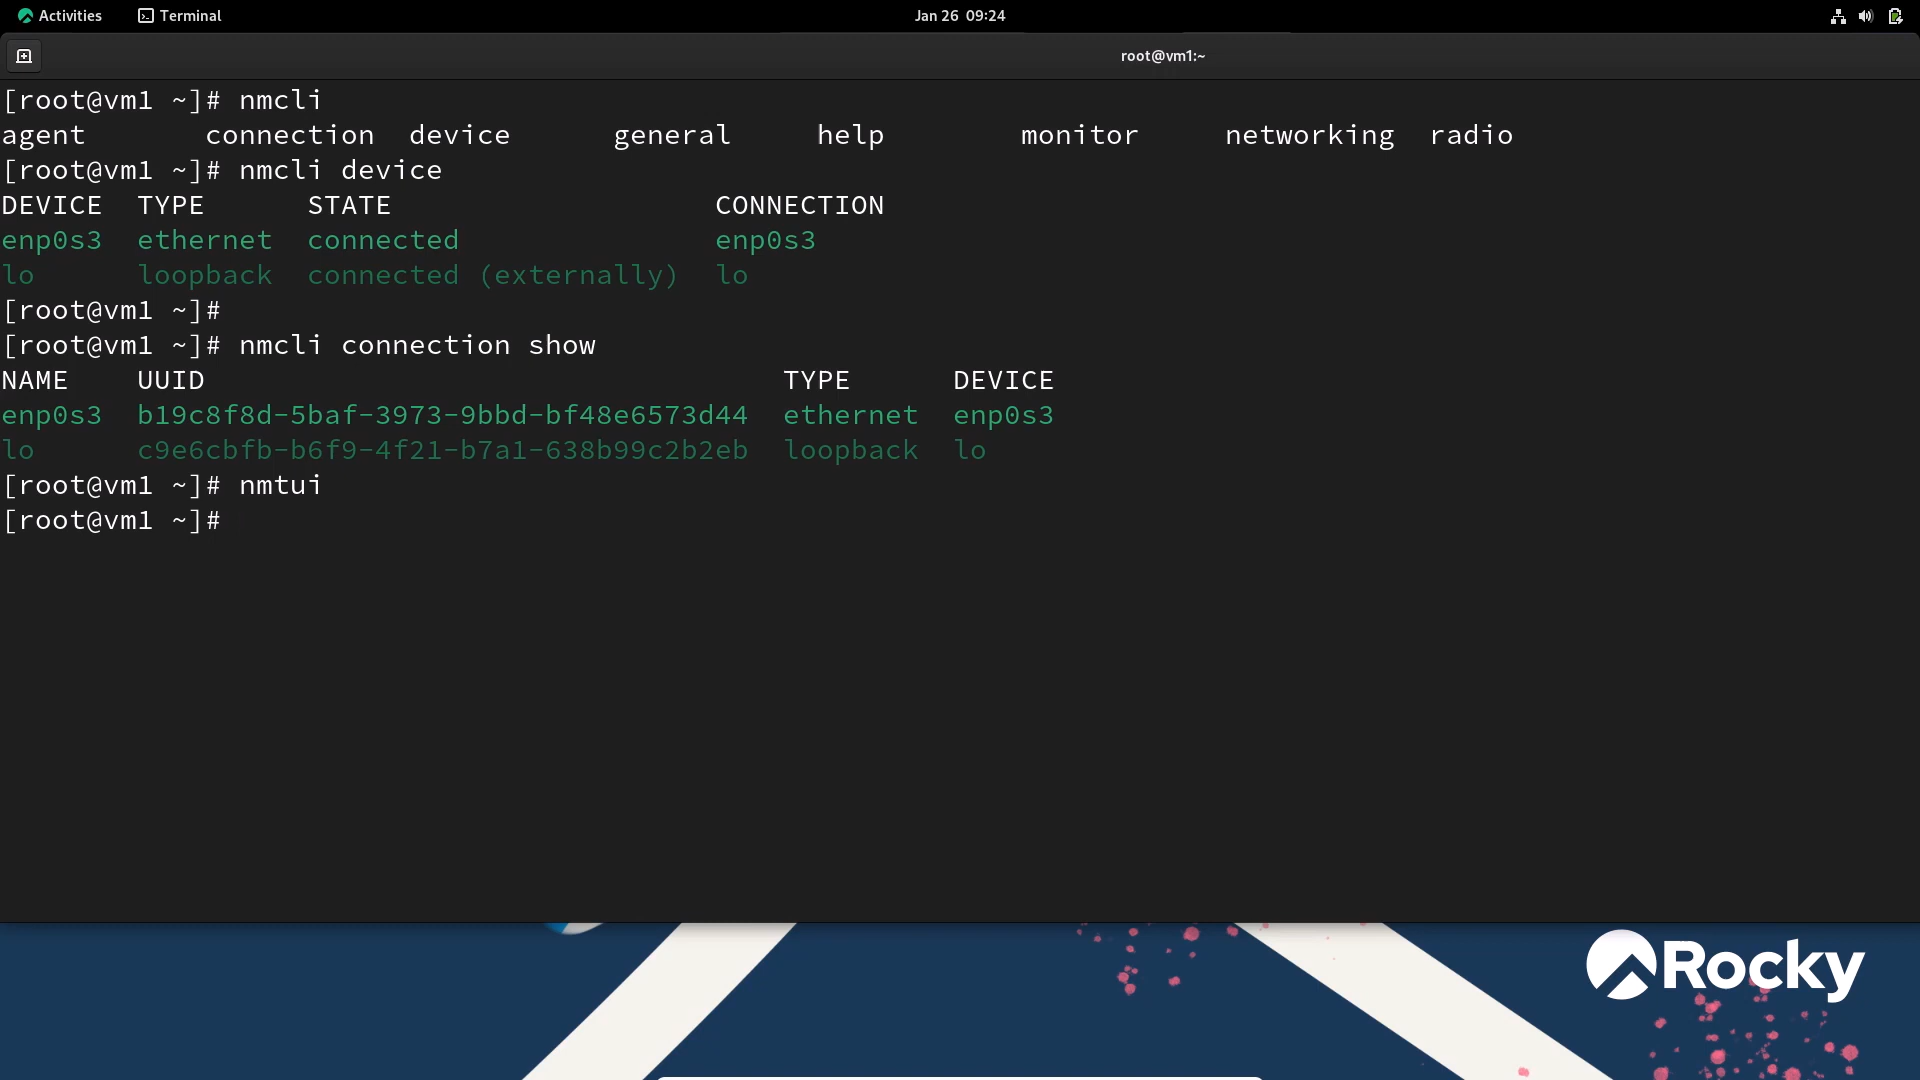 Activities Terminal Jan 26 09:24
root@vm1:~
[root@vm1 ~]# nmcli
agent connection device general help monitor networking radio
[root@vm1 ~]# nmcli device
DEVICE TYPE STATE CONNECTION
enp0s3 ethernet connected enp0s3
lo loopback connected (externally) lo
[root@vm1 ~]#
[root@vm1 ~]# nmcli connection show
NAME UUID TYPE DEVICE
enp0s3 b19c8f8d-5baf-3973-9bbd-bf48e6573d44 ethernet enp0s3
lo c9e6cbfb-b6f9-4f21-b7a1-638b99c2b2eb loopback lo
[root@vm1 ~]# nmtui
[root@vm1 ~]#
Rocky